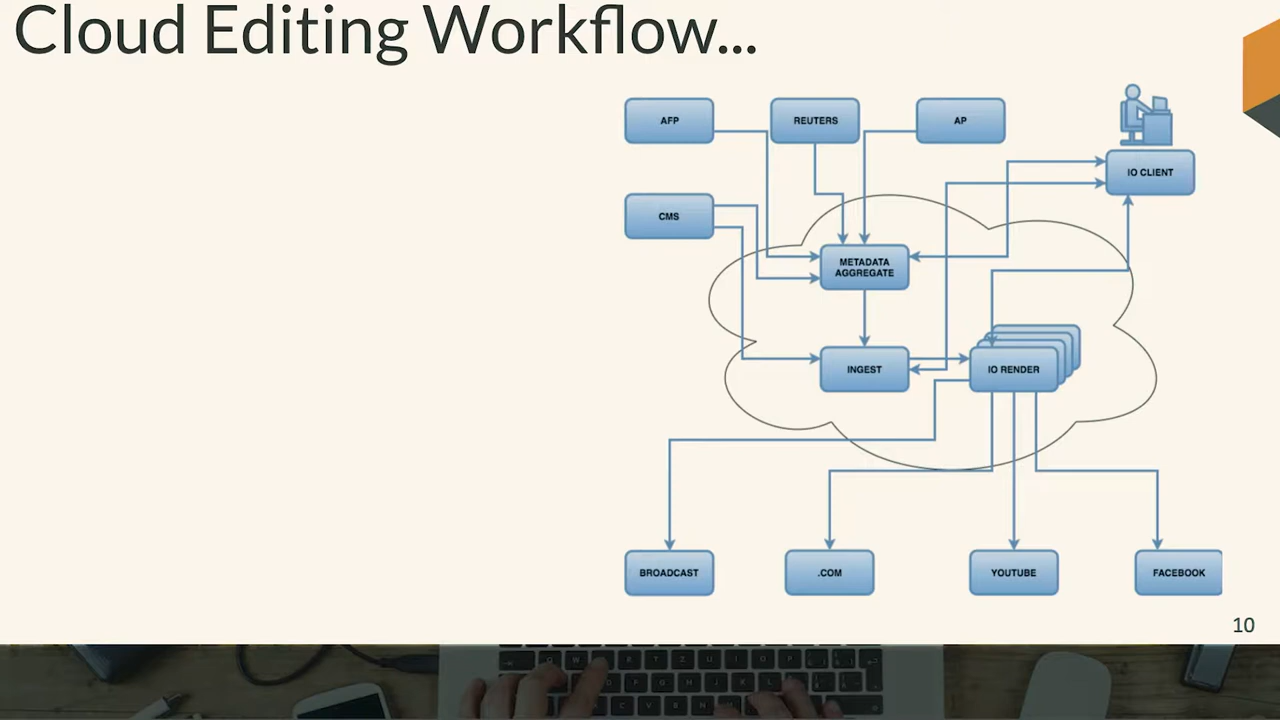 Cloud Editing Workflow...
AFP
REUTERS
AP
IO CLIENT
CMS
METADATA
AGGREGATE
INGEST
IO RENDER
BROADCAST
.COM
YOUTUBE
FACEBOOK
10